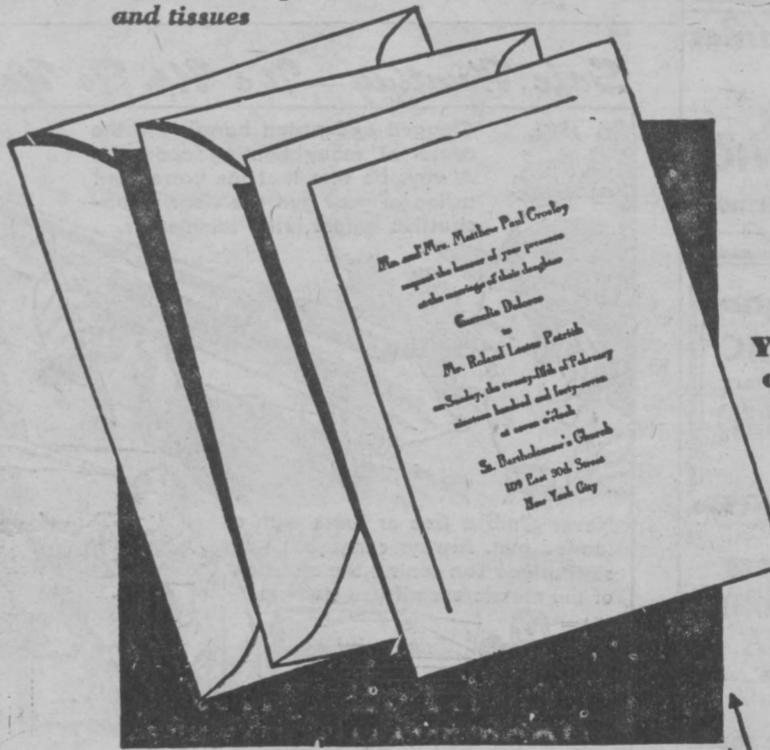 and tissues
Mr. and Mrs. Matthew Paul Crosley
request the honour of your presence
at the marriage of their daughter
Camelia Dolores
to
Mr. Roland Lester Patrick
on Sunday, the twenty-fifth of February
nineteen hundred and forty-seven
at seven o'clock
St. Bartholomew's Church
109 East 50th Street
New York City
Y